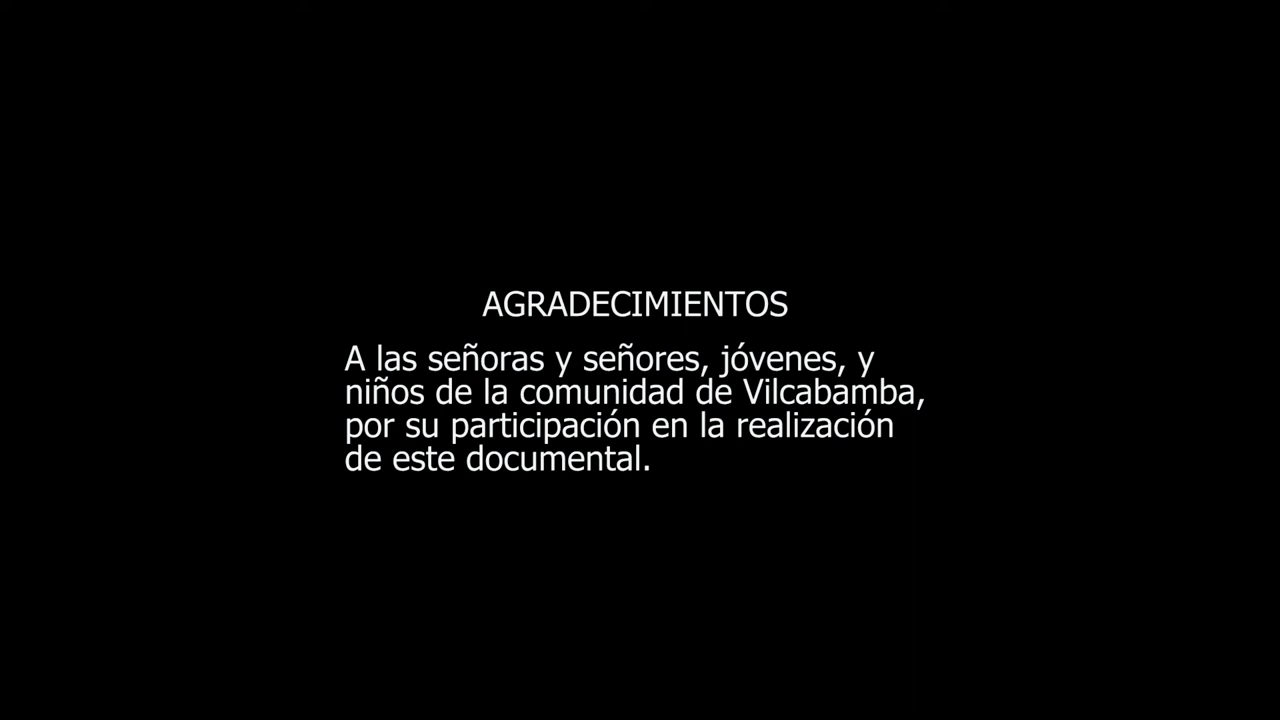 AGRADECIMIENTOS
A las señoras y señores, jóvenes, y
niños de la comunidad de Vilcabamba,
por su participación en la realización
de este documental.